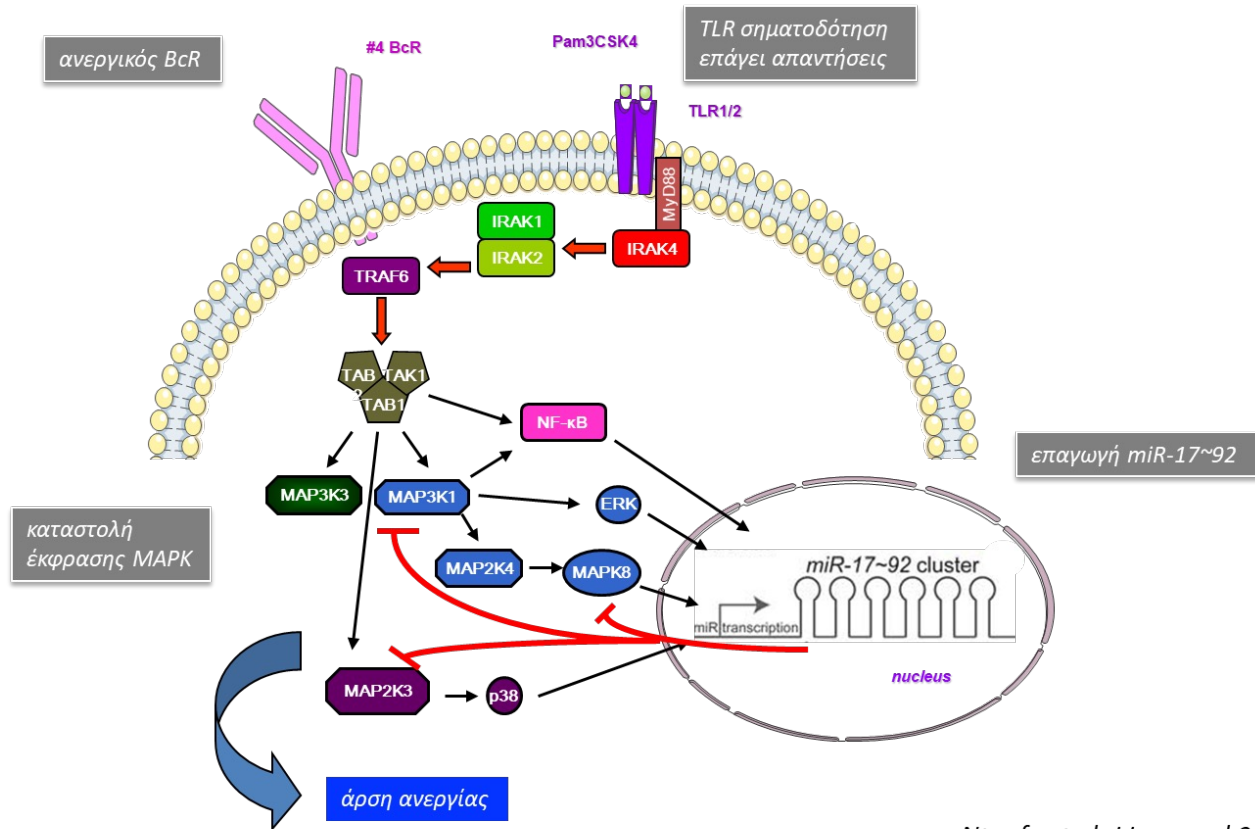 ανεργικός BcR
#4 BcR
Pam3CSK4
TLR σηματοδότηση
επάγει απαντήσεις
TLR1/2
MyD88
IRAK1
IRAK2
IRAK4
TRAF6
TAB
TAK1
TAB1
NF-κB
επαγωγή miR-17~92
MAP3K3
MAP3K1
ERK
καταστολή
έκφρασης MAPK
MAP2K4
MAPK8
miR-17~92 cluster
miR transcription
nucleus
MAP2K3
p38
άρση ανεργίας